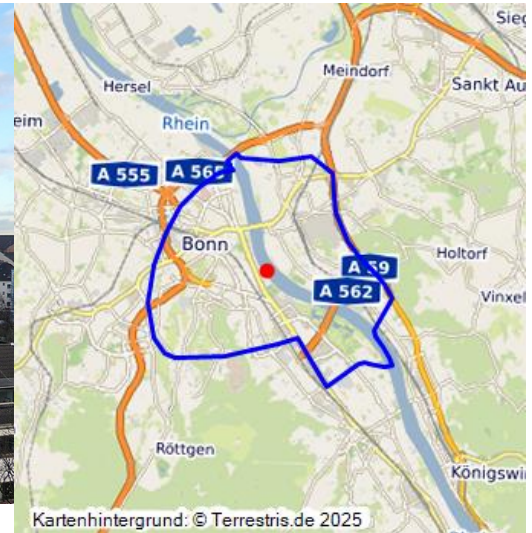 Sieg
Meindorf
Hersel
Sankt Au
eim
Rhein
A 555
A 565
Bonn
Holtorf
A 59
A 562
Vinxel
Röttgen
Königswin
Kartenhintergrund: © Terrestris.de 2025